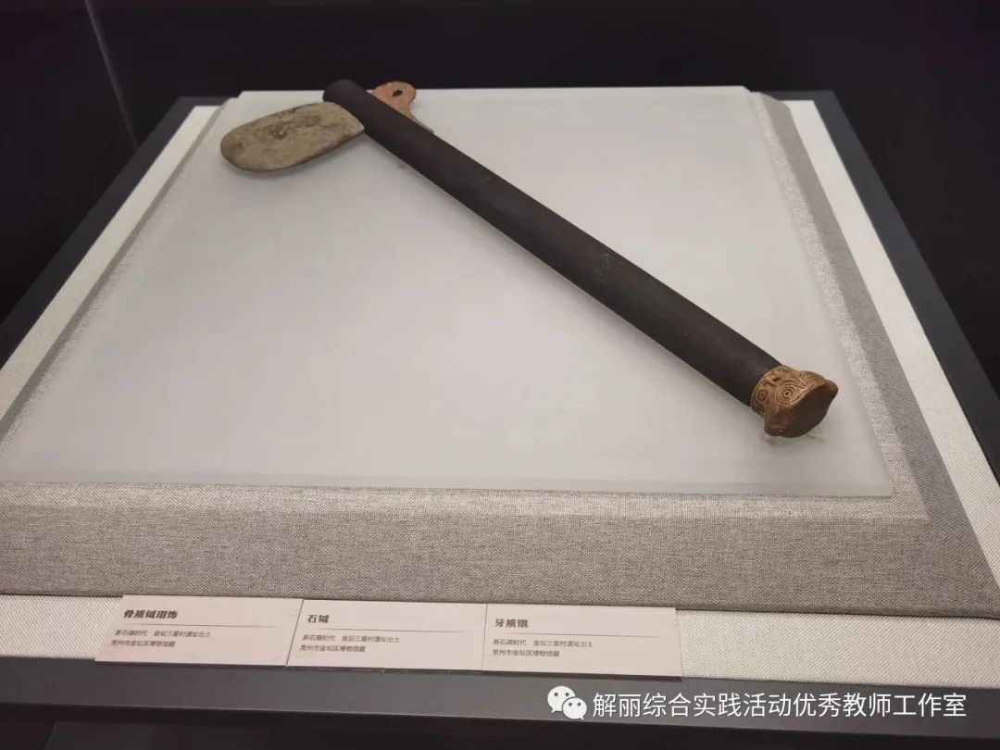 骨质钺瑁饰
新石器时代 金坛三星村遗址出土
常州市金坛区博物馆藏
石钺
新石器时代 金坛三星村遗址出土
常州市金坛区博物馆藏
牙质镦
新石器时代 金坛三星村遗址出土
常州市金坛区博物馆藏
解丽综合实践活动优秀教师工作室